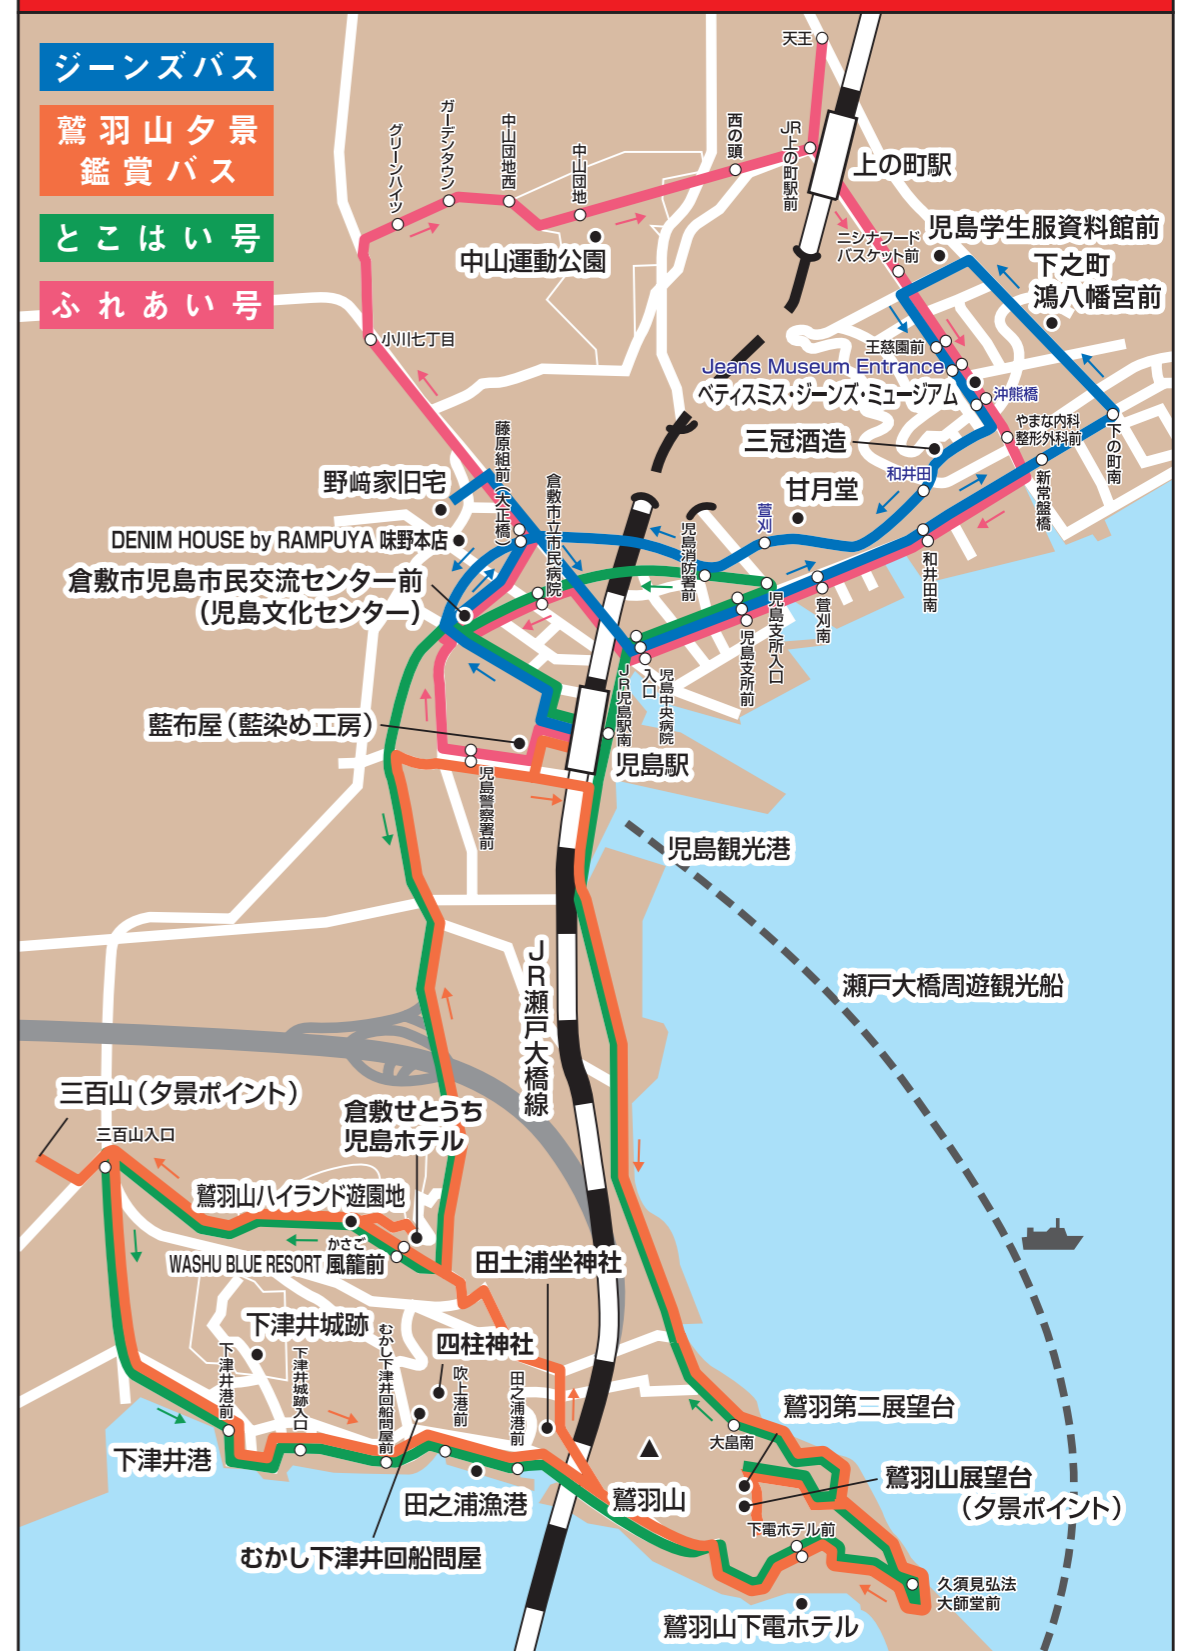 ジーンズバス
鷲羽山夕景
鑑賞バス
とこはい号
ふれあい号
天王
JR上の町駅前
上の町駅
西の頭
中山団地
中山団地西
ガーデンタウン
グリーンハイツ
中山運動公園
小川七丁目
ニシナフード
バスケット前
児島学生服資料館前
下之町
鴻八幡宮前
王慈園前
Jeans Museum Entrance
ベティスミス・ジーンズ・ミュージアム
沖熊橋
やまな内科
整形外科前
下の町南
新常盤橋
三冠酒造
和井田
甘月堂
萱刈
児島消防署前
和井田南
萱刈南
児島支所入口
児島支所前
児島中央病院
入口
JR児島駅南
児島駅
藤原組前(大正橋)
倉敷市立市民病院
野﨑家旧宅
DENIM HOUSE by RAMPUYA 味野本店
倉敷市児島市民交流センター前
(児島文化センター)
藍布屋(藍染め工房)
児島警察署前
児島観光港
瀬戸大橋周遊観光船
JR瀬戸大橋線
三百山(夕景ポイント)
三百山入口
倉敷せとうち
児島ホテル
鷲羽山ハイランド遊園地
かさご
WASHU BLUE RESORT 風籠前
田土浦坐神社
下津井城跡
四柱神社
下津井港前
下津井城跡入口
むかし下津井回船問屋前
吹上港前
田之浦港前
下津井港
田之浦漁港
むかし下津井回船問屋
鷲羽山
大畠南
鷲羽第二展望台
鷲羽山展望台
(夕景ポイント)
下電ホテル前
久須見弘法
大師堂前
鷲羽山下電ホテル